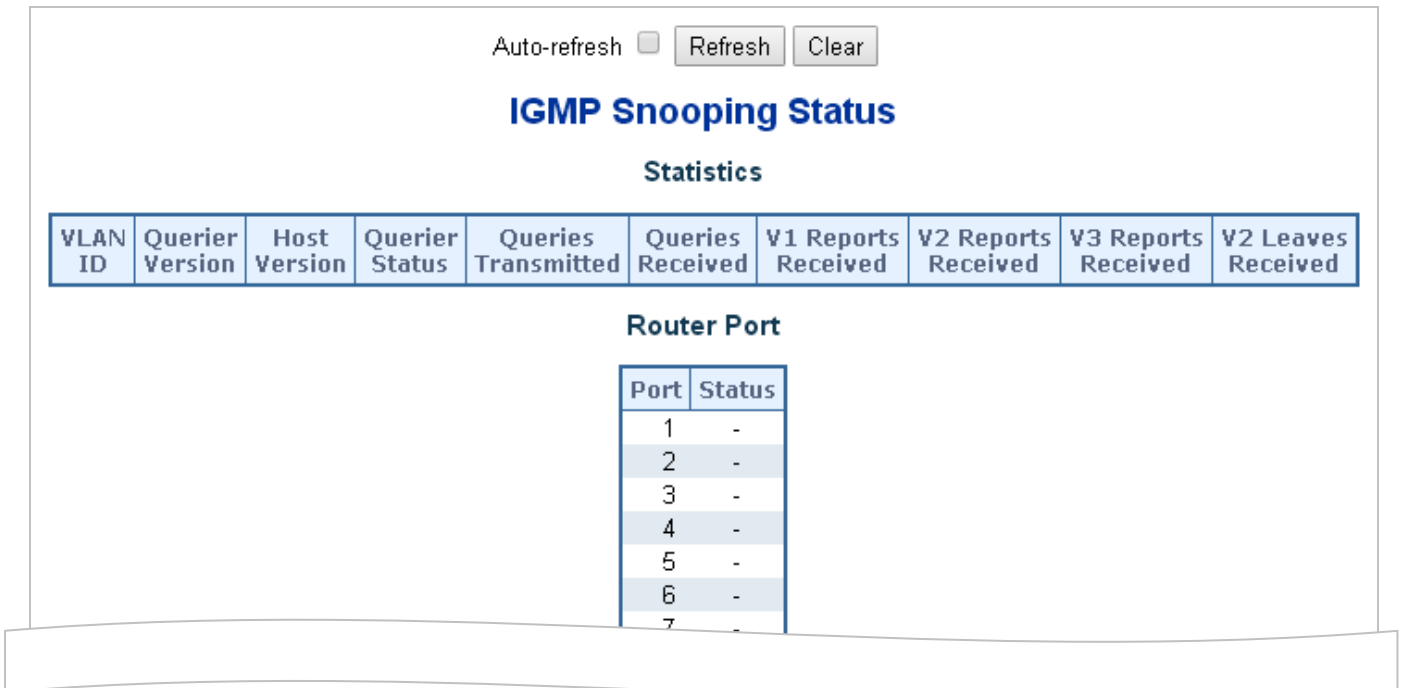 Auto-refresh Refresh Clear
IGMP Snooping Status
Statistics
VLAN ID Querier Version Host Version Querier Status Queries Transmitted Queries Received V1 Reports Received V2 Reports Received V3 Reports Received V2 Leaves Received
Router Port
Port Status
1 -
2 -
3 -
4 -
5 -
6 -
7 -